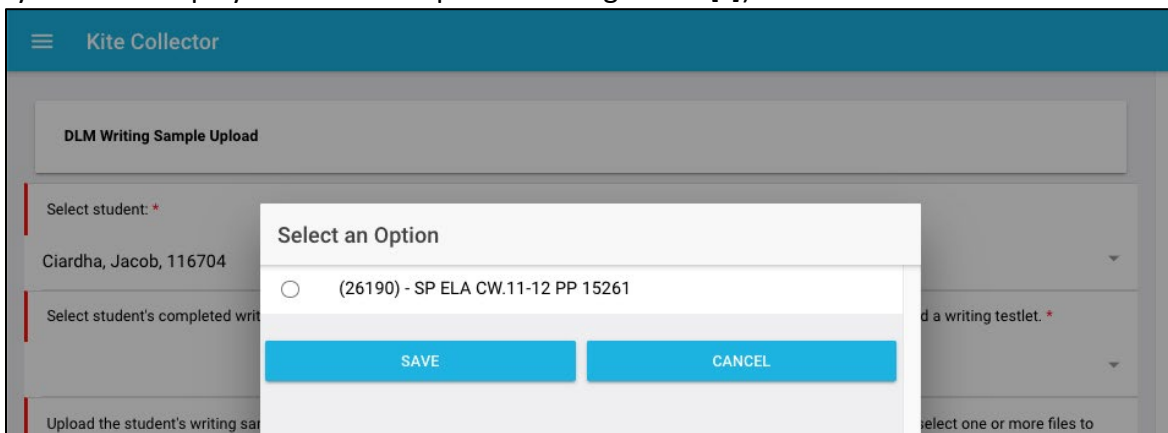 Kite Collector
DLM Writing Sample Upload
Select student: *
Select an Option
Ciardha, Jacob, 116704
(26190) - SP ELA CW.11-12 PP 15261
Select student's completed writ
d a writing testlet. *
SAVE CANCEL
Upload the student's writing sa
select one or more files to